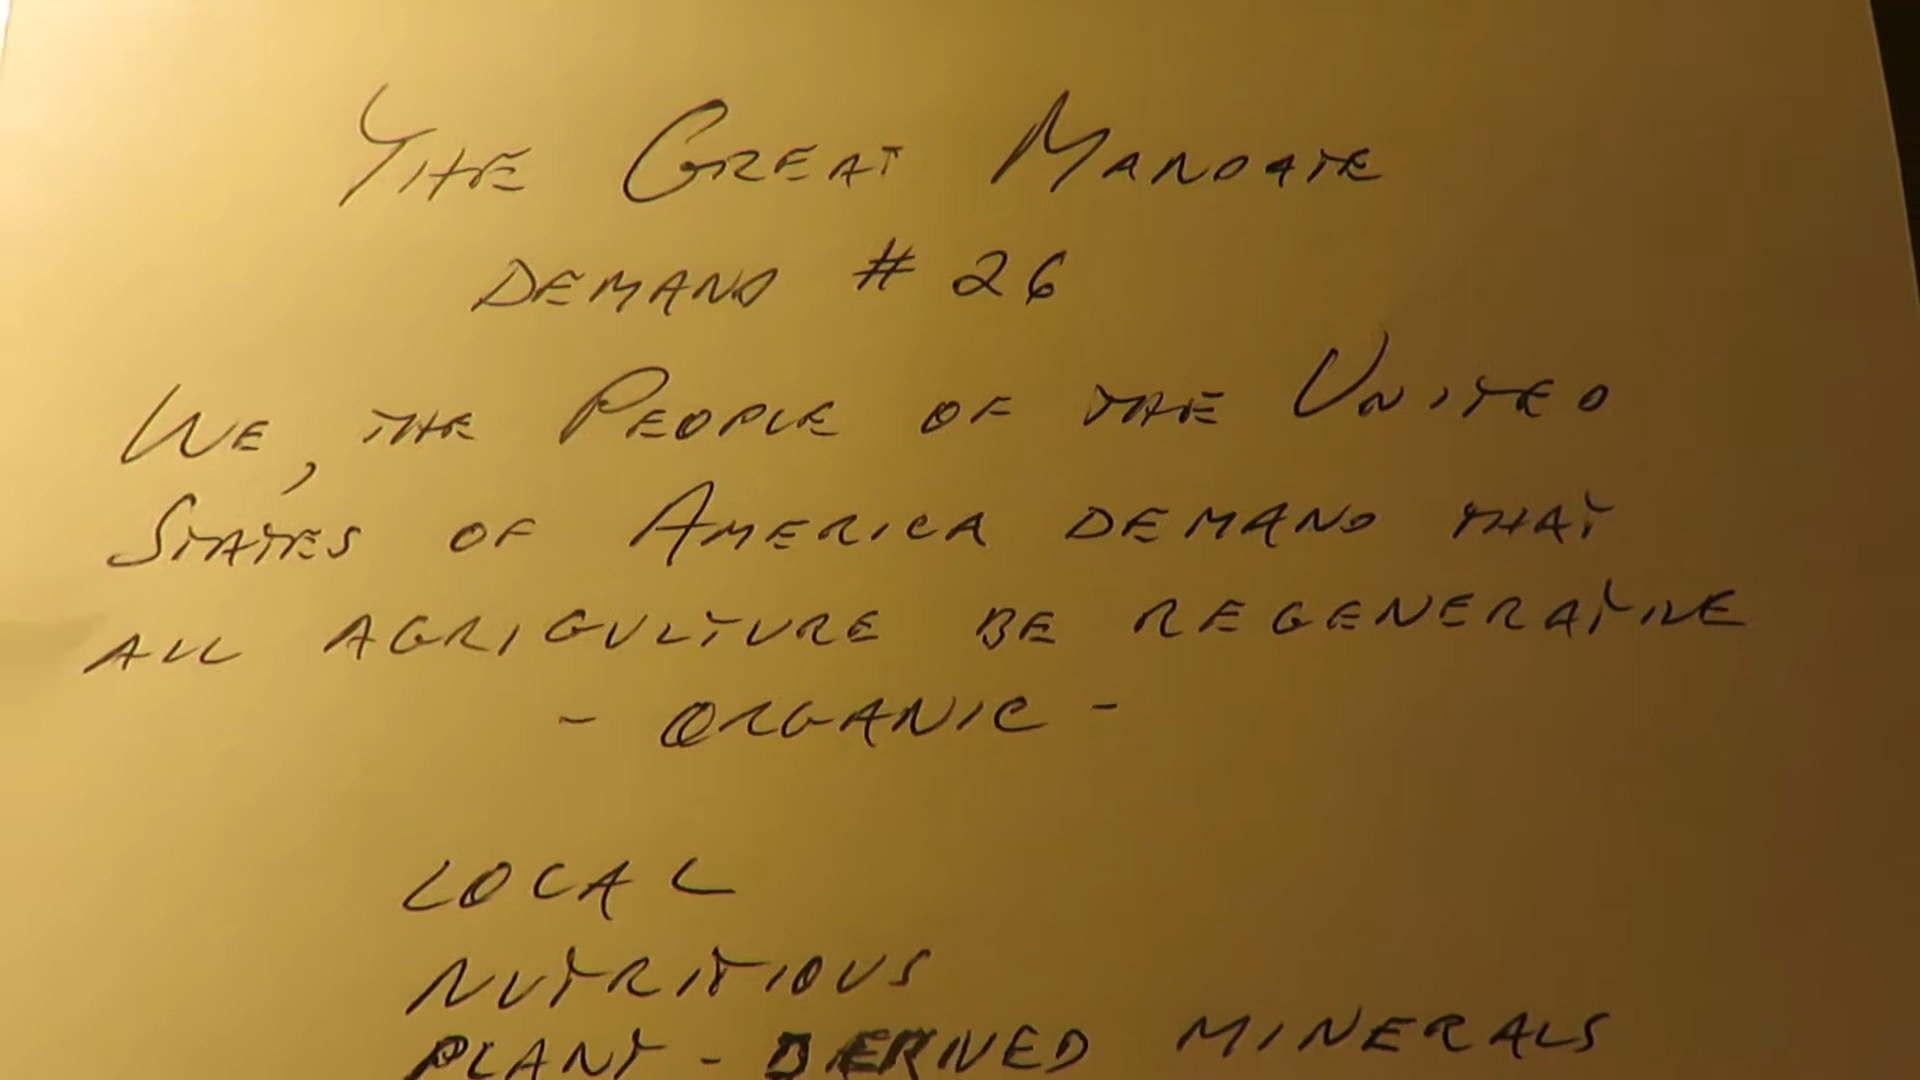 The Great Mandate
Demand # 26
We, the People of the United
States of America demand that
all agriculture be regenerative
- organic -
Local
Nutritious
Plant-Derived minerals